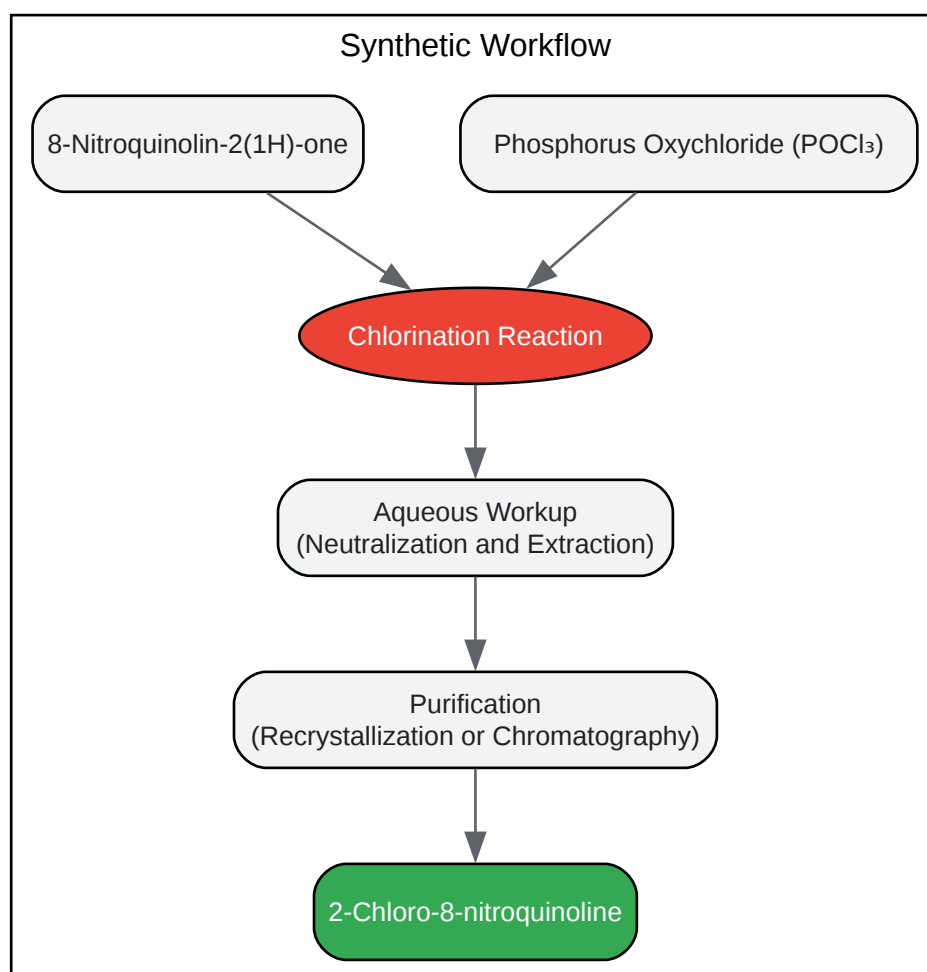 Synthetic Workflow
8-Nitroquinolin-2(1H)-one
Phosphorus Oxychloride (POCl₃)
Chlorination Reaction
Aqueous Workup
(Neutralization and Extraction)
Purification
(Recrystallization or Chromatography)
2-Chloro-8-nitroquinoline